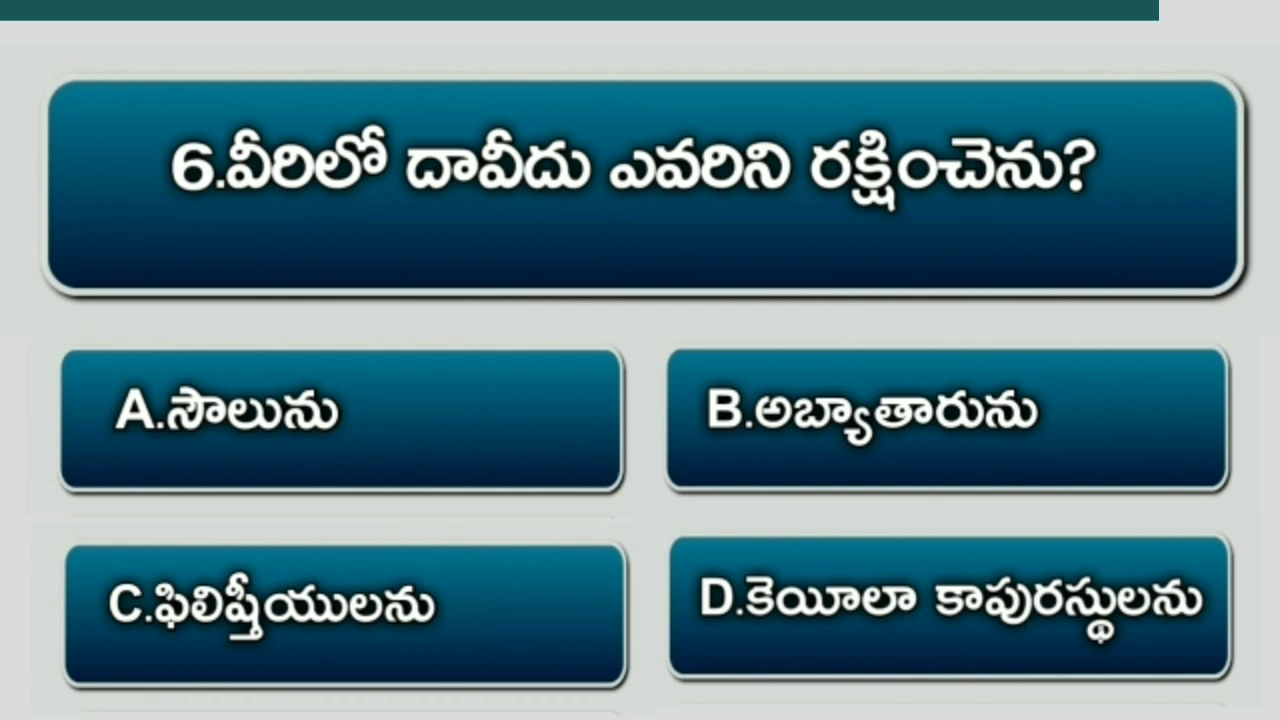 6.వీరిలో దావీదు ఎవరిని రక్షించెను?
A.సౌలును
B.అబ్యాతారును
C.ఫిలిష్తీయులను
D.కెయీలా కాపురస్థులను